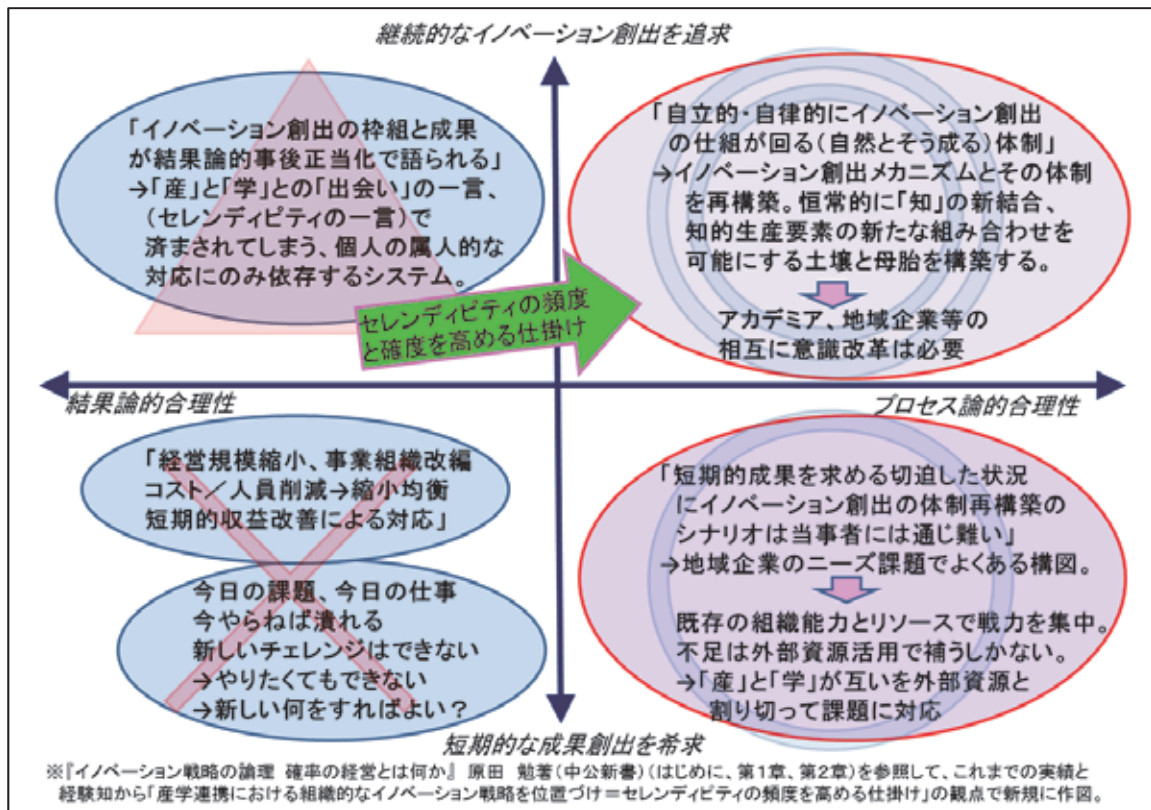 継続的なイノベーション創出を追求
「イノベーション創出の枠組と成果
が結果論的事後正当化で語られる」
→「産」と「学」との「出会い」の一言、
(セレンディピティの一言)で
済まされてしまう、個人の属人的な
対応にのみ依存するシステム。
「自立的・自律的にイノベーション創出
の仕組が回る(自然とそう成る)体制」
→イノベーション創出メカニズムとその体制
を再構築。恒常的に「知」の新結合、
知的生産要素の新たな組み合わせを
可能にする土壌と母胎を構築する。
アカデミア、地域企業等の
相互に意識改革は必要
セレンディピティの頻度
と確度を高める仕掛け
結果論的合理性
プロセス論的合理性
「経営規模縮小、事業組織改編
コスト/人員削減→縮小均衡
短期的収益改善による対応」
今日の課題、今日の仕事
今やらねば潰れる
新しいチェレンジはできない
→やりたくてもできない
→新しい何をすればよい?
「短期的成果を求める切迫した状況
にイノベーション創出の体制再構築の
シナリオは当事者には通じ難い」
→地域企業のニーズ課題でよくある構図。
既存の組織能力とリソースで戦力を集中。
不足は外部資源活用で補うしかない。
→「産」と「学」が互いを外部資源と
割り切って課題に対応
短期的な成果創出を希求
※『イノベーション戦略の論理 確率の経営とは何か』 原田 勉著(中公新書)(はじめに、第1章、第2章)を参照して、これまでの実績と
経験知から「産学連携における組織的なイノベーション戦略を位置づけ=セレンディピティの頻度を高める仕掛け」の観点で新規に作図。